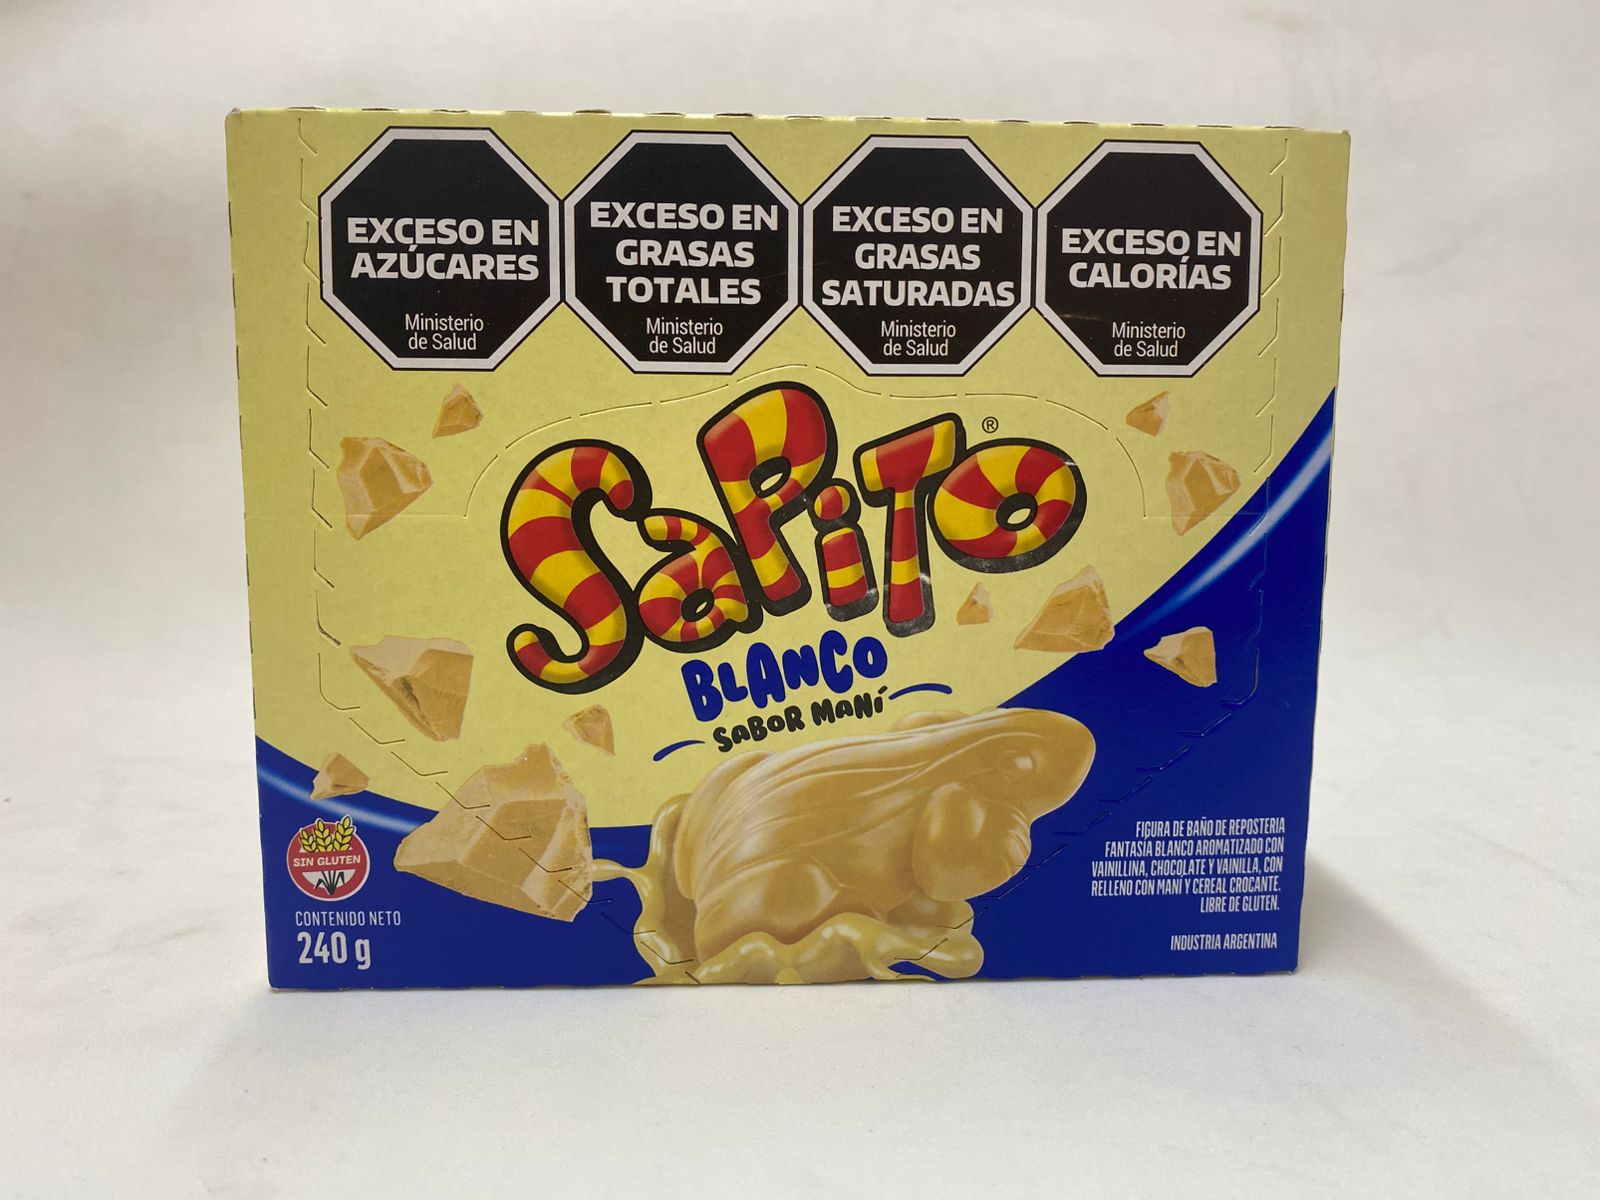 EXCESO EN
AZÚCARES
Ministerio
de Salud
EXCESO EN
GRASAS
TOTALES
Ministerio
de Salud
EXCESO EN
GRASAS
SATURADAS
Ministerio
de Salud
EXCESO EN
CALORÍAS
Ministerio
de Salud
SaPiTo®
BLANCO
SABOR MANÍ
SIN GLUTEN
CONTENIDO NETO
240 g
FIGURA DE BAÑO DE REPOSTERIA
FANTASÍA BLANCO AROMATIZADO CON
VAINILLINA, CHOCOLATE Y VAINILLA, CON
RELLENO CON MANÍ Y CEREAL CROCANTE.
LIBRE DE GLUTEN.
INDUSTRIA ARGENTINA